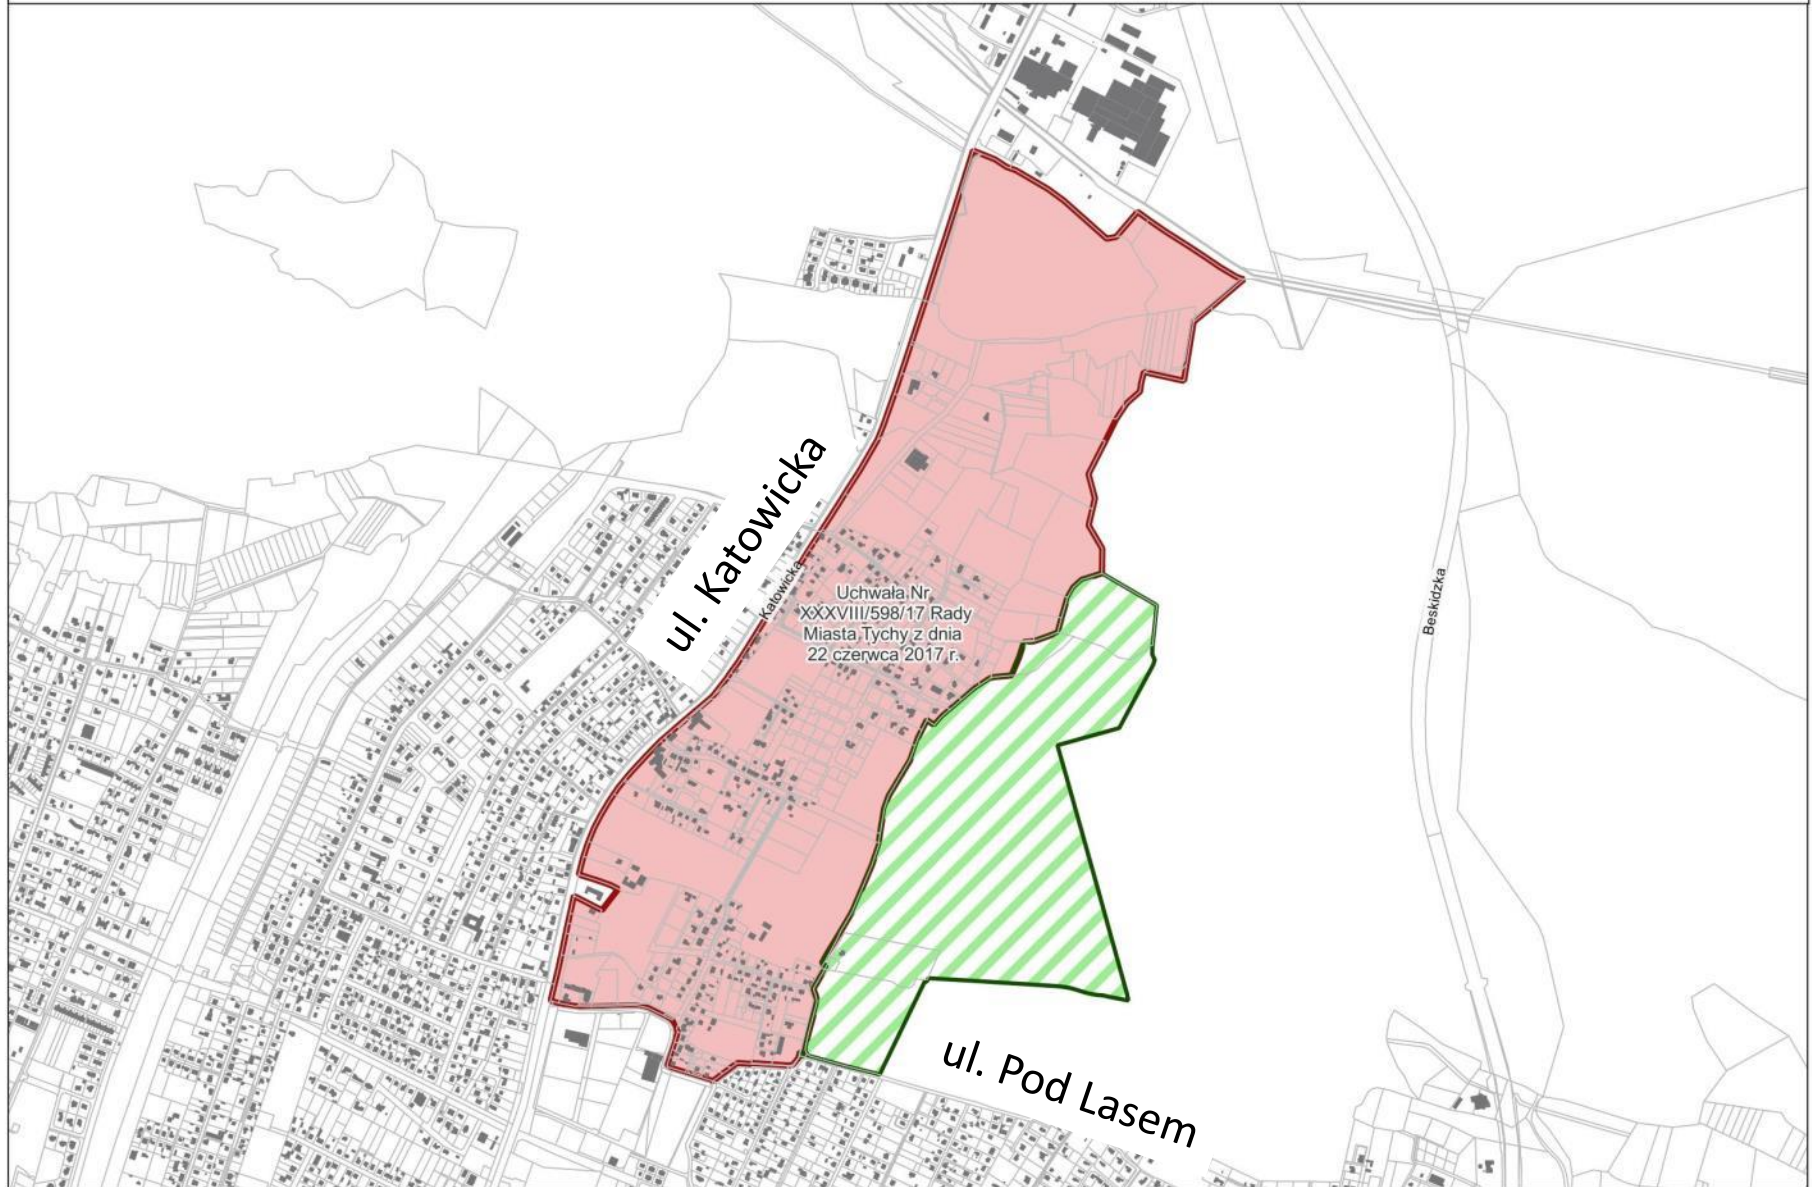 ul. Katowicka
Katowicka
Uchwała Nr
XXXVIII/598/17 Rady
Miasta Tychy z dnia
22 czerwca 2017 r.
Beskidzka
ul. Pod Lasem